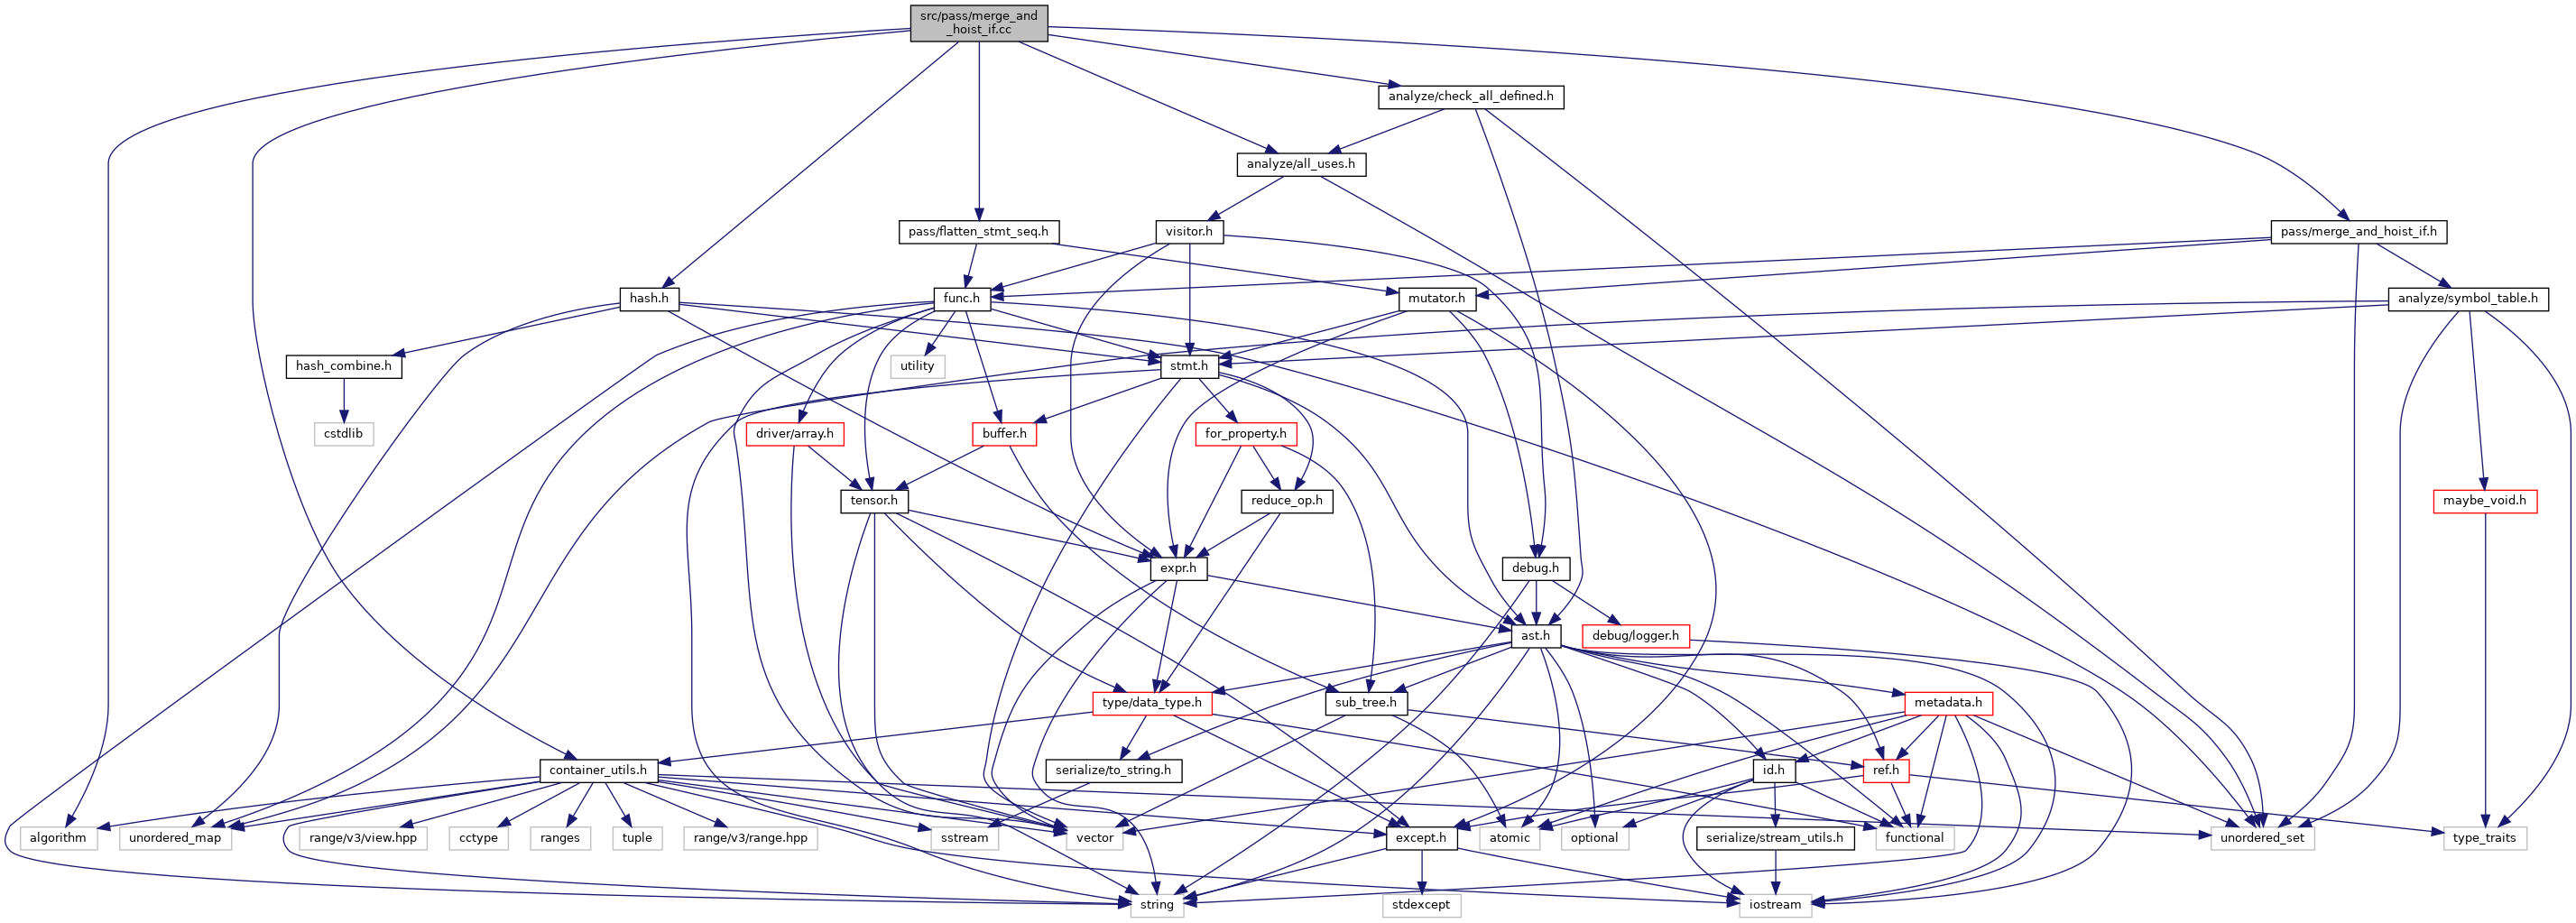 src/pass/merge_and
_hoist_if.cc
analyze/check_all_defined.h
analyze/all_uses.h
pass/flatten_stmt_seq.h
visitor.h
pass/merge_and_hoist_if.h
hash.h
func.h
mutator.h
analyze/symbol_table.h
hash_combine.h
utility
stmt.h
cstdlib
driver/array.h
buffer.h
for_property.h
tensor.h
reduce_op.h
maybe_void.h
expr.h
debug.h
ast.h
debug/logger.h
type/data_type.h
sub_tree.h
metadata.h
container_utils.h
serialize/to_string.h
id.h
ref.h
algorithm
unordered_map
range/v3/view.hpp
cctype
ranges
tuple
range/v3/range.hpp
sstream
vector
except.h
atomic
optional
serialize/stream_utils.h
functional
unordered_set
type_traits
string
stdexcept
iostream